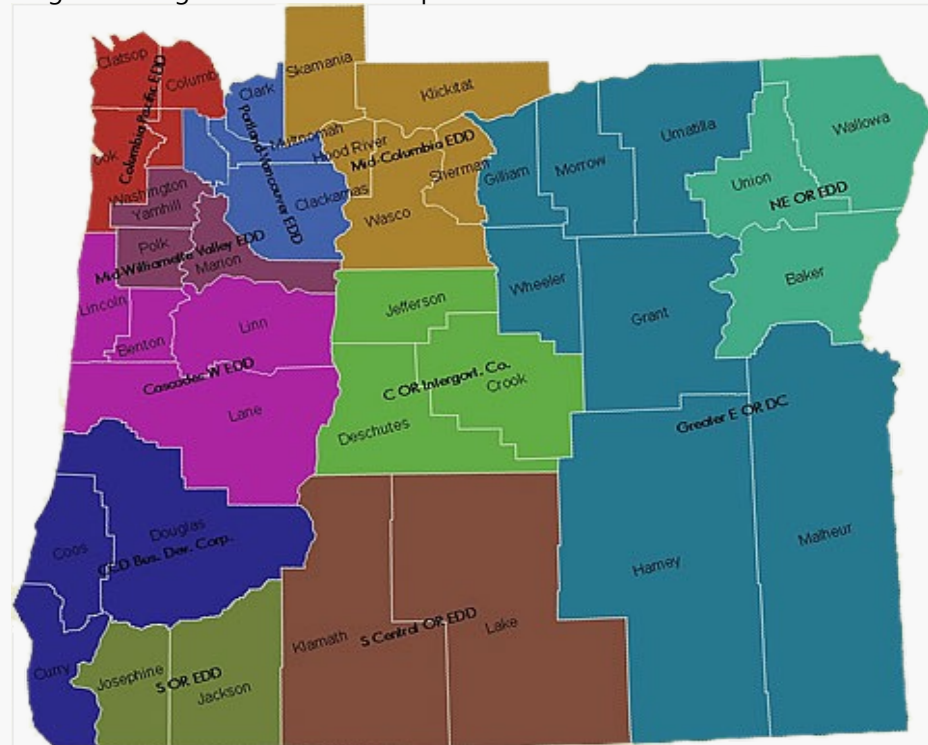 Clatsop
Columb
Columbia Pacific EDD
ook
Clark
Skamania
Klickitat
Multnomah
Portland-Vancouver EDD
Hood River
Mid-Columbia EDD
Sherman
Gilliam
Morrow
Umatilla
Wallowa
Union
NE OR EDD
Washington
Yamhill
Clackamas
Wasco
Polk
Mid-Willamette Valley EDD
Marion
Wheeler
Grant
Baker
Lincoln
Benton
Linn
Jefferson
Cascades W EDD
Lane
C OR Intergovt. Co.
Crook
Deschutes
Greater E OR DC
Douglas
CCD Bus. Dev. Corp.
Coos
Harney
Malheur
Curry
Josephine
S OR EDD
Jackson
Klamath
S Central OR EDD
Lake